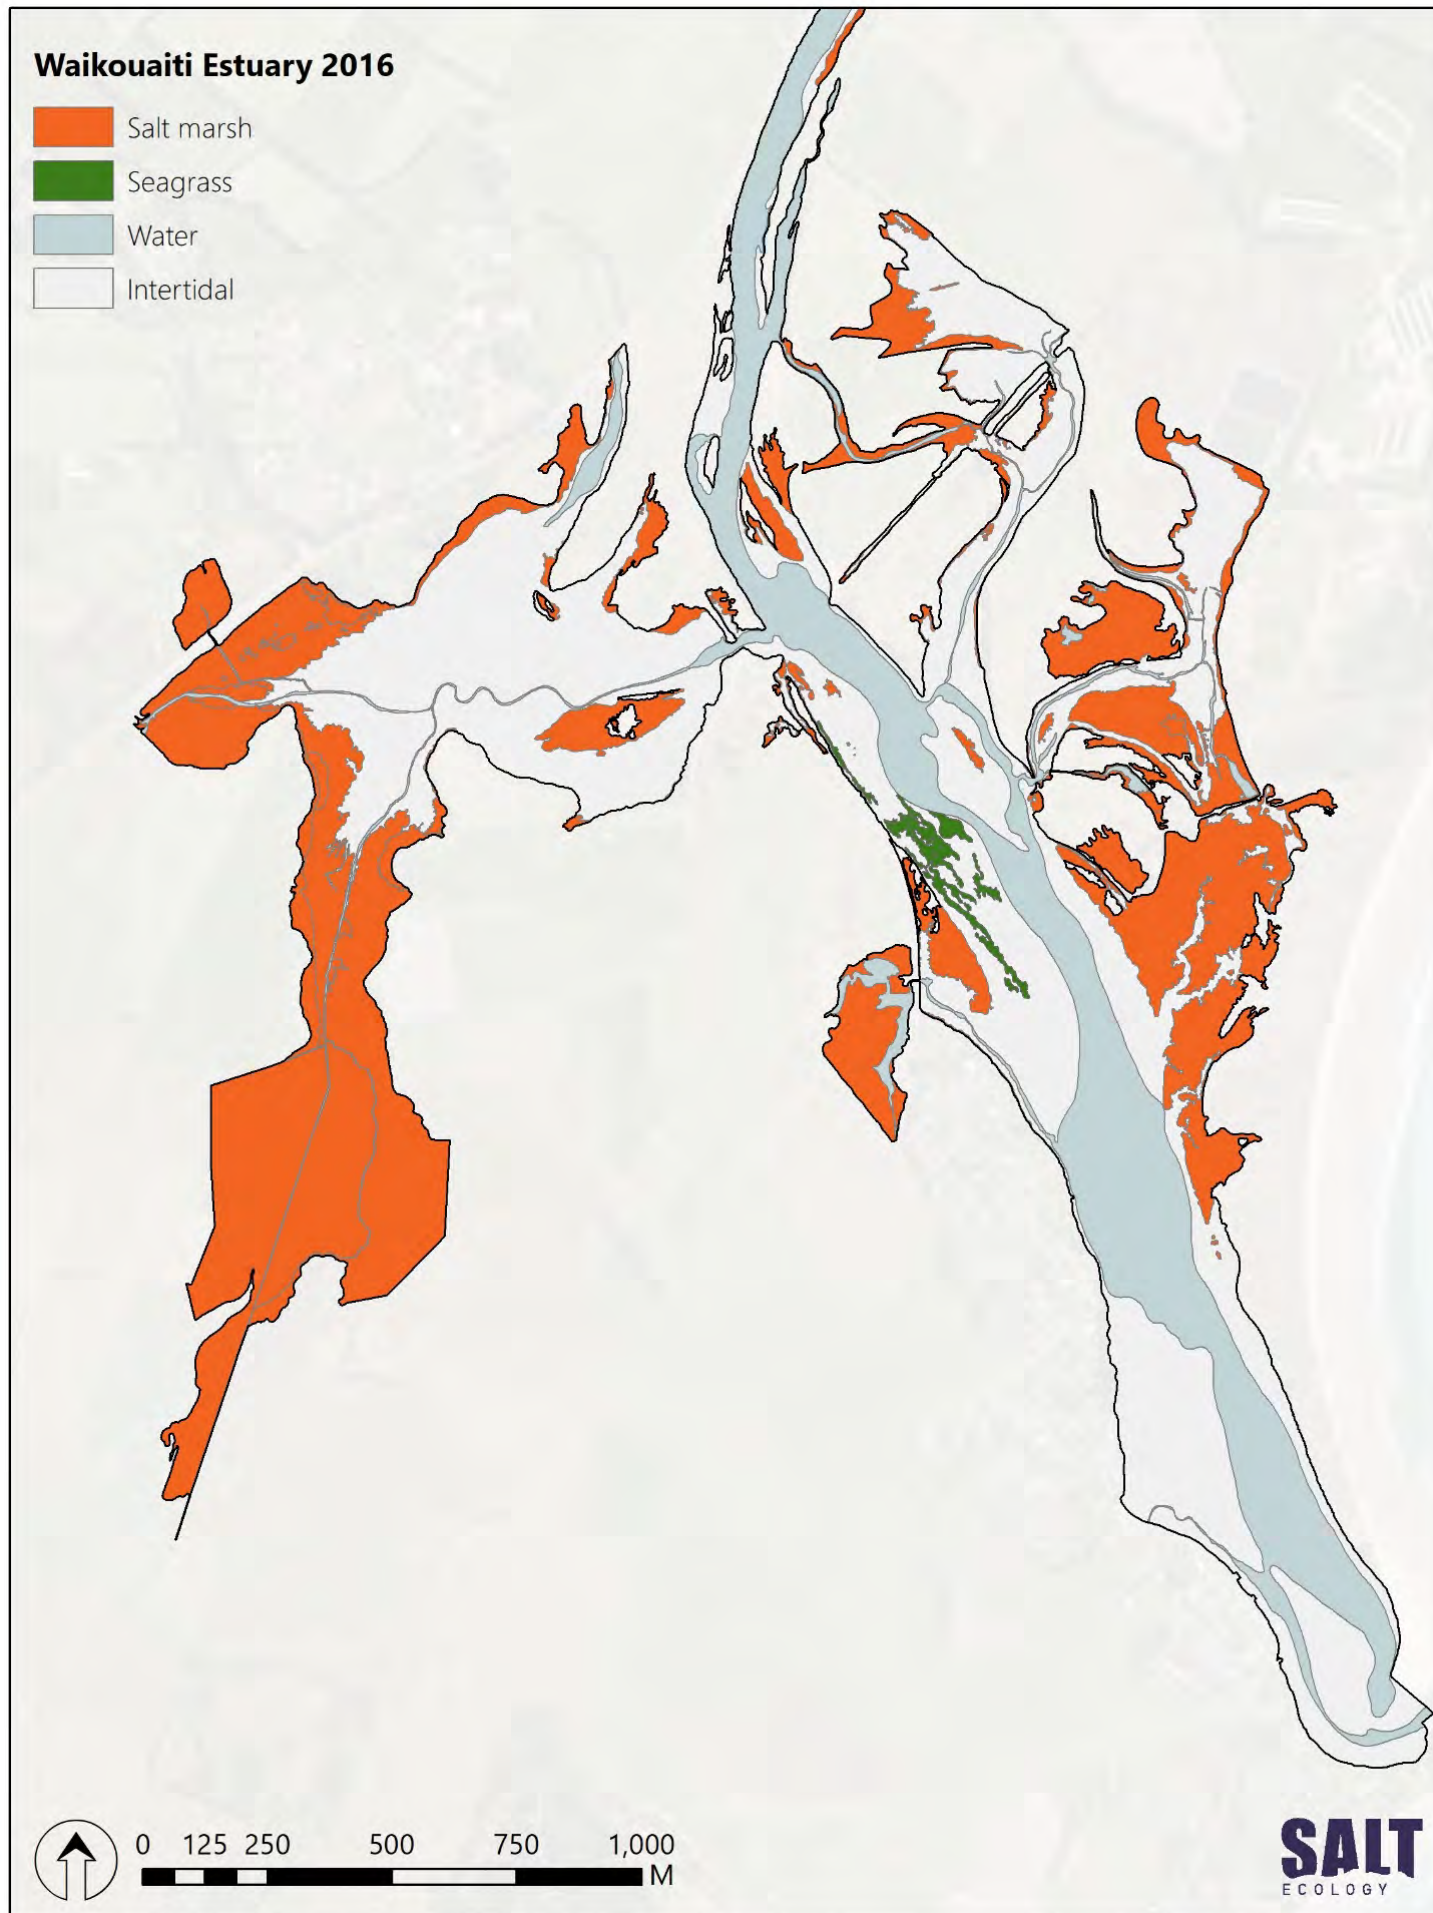 Waikouaiti Estuary 2016
Salt marsh
Seagrass
Water
Intertidal
0 125 250 500 750 1,000
M
SALT
ECOLOGY